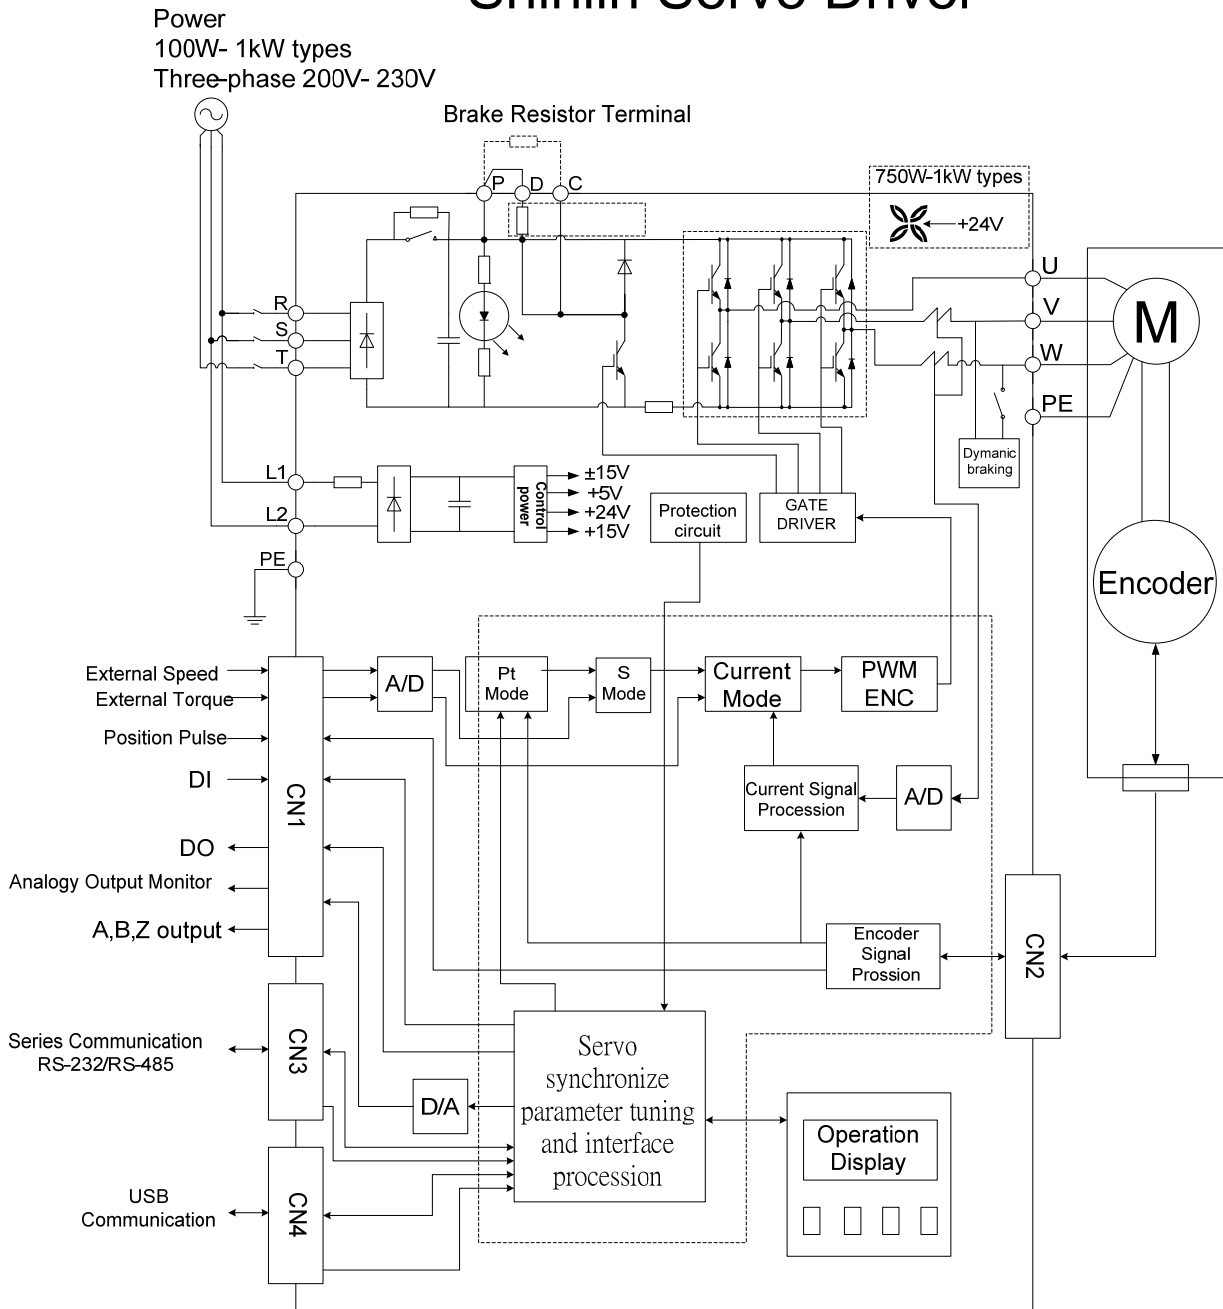 Shihlin Servo Driver
Power
100W- 1kW types
Three-phase 200V- 230V
Brake Resistor Terminal
P
D
C
750W-1kW types
+24V
R
S
T
U
V
W
PE
M
Dymanic
braking
L1
L2
PE
Control
power
±15V
+5V
+24V
+15V
Protection
circuit
GATE
DRIVER
Encoder
External Speed
External Torque
Position Pulse
DI
DO
Analogy Output Monitor
A,B,Z output
CN1
A/D
Pt
Mode
S
Mode
Current
Mode
PWM
ENC
Current Signal
Procession
A/D
Encoder
Signal
Prossion
CN2
Series Communication
RS-232/RS-485
CN3
D/A
Servo
synchronize
parameter tuning
and interface
procession
Operation
Display
USB
Communication
CN4